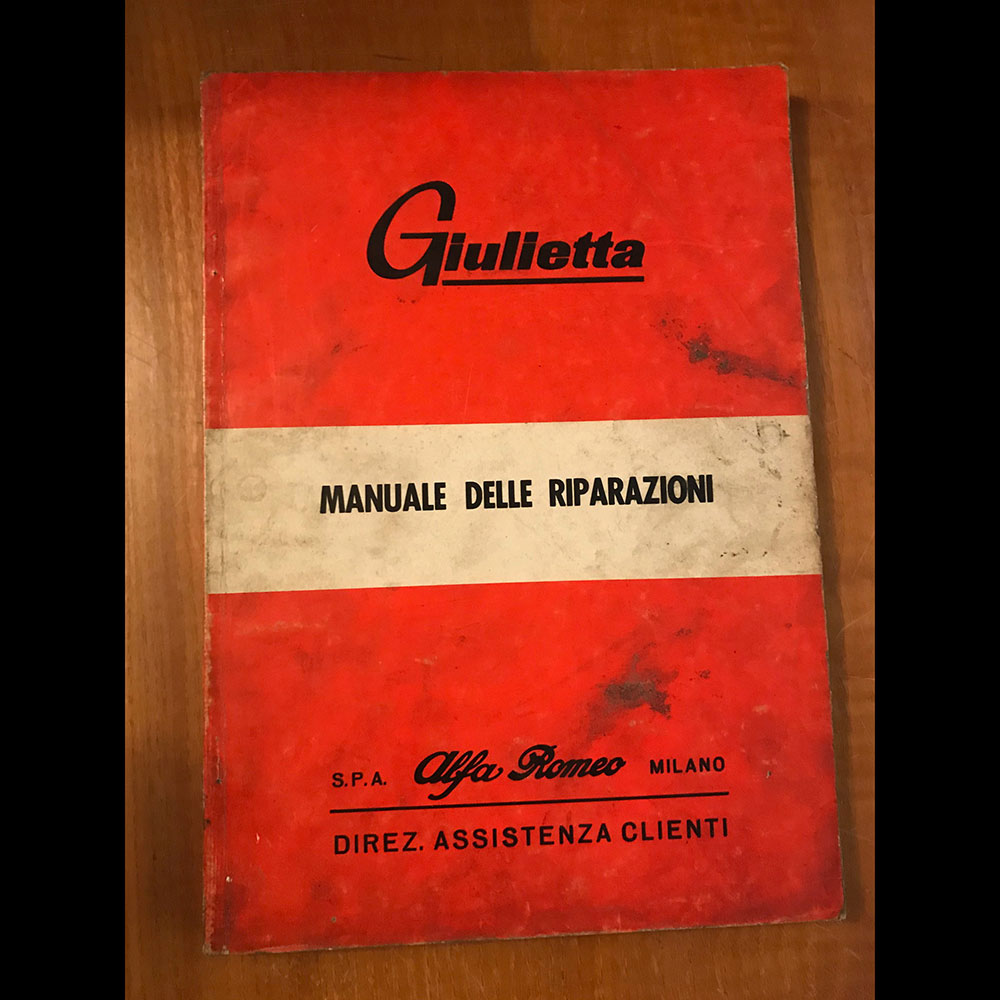 Giulietta
MANUALE DELLE RIPARAZIONI
S.P.A. Alfa Romeo MILANO
DIREZ. ASSISTENZA CLIENTI